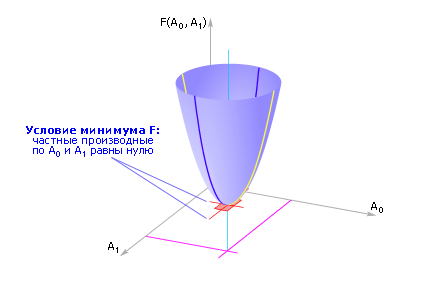 F(A₀, A₁)
Условие минимума F:
частные производные
по A₀ и A₁ равны нулю
A₀
A₁